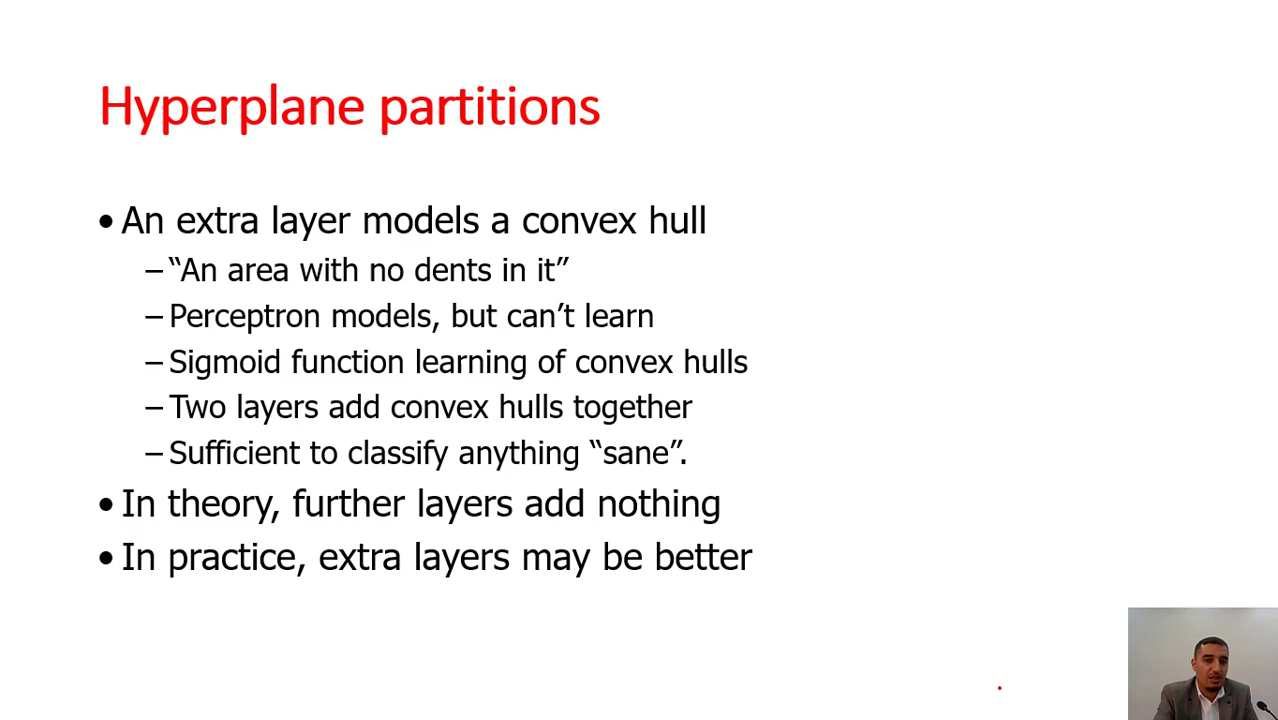 Hyperplane partitions
• An extra layer models a convex hull
– “An area with no dents in it”
– Perceptron models, but can’t learn
– Sigmoid function learning of convex hulls
– Two layers add convex hulls together
– Sufficient to classify anything “sane”.
• In theory, further layers add nothing
• In practice, extra layers may be better